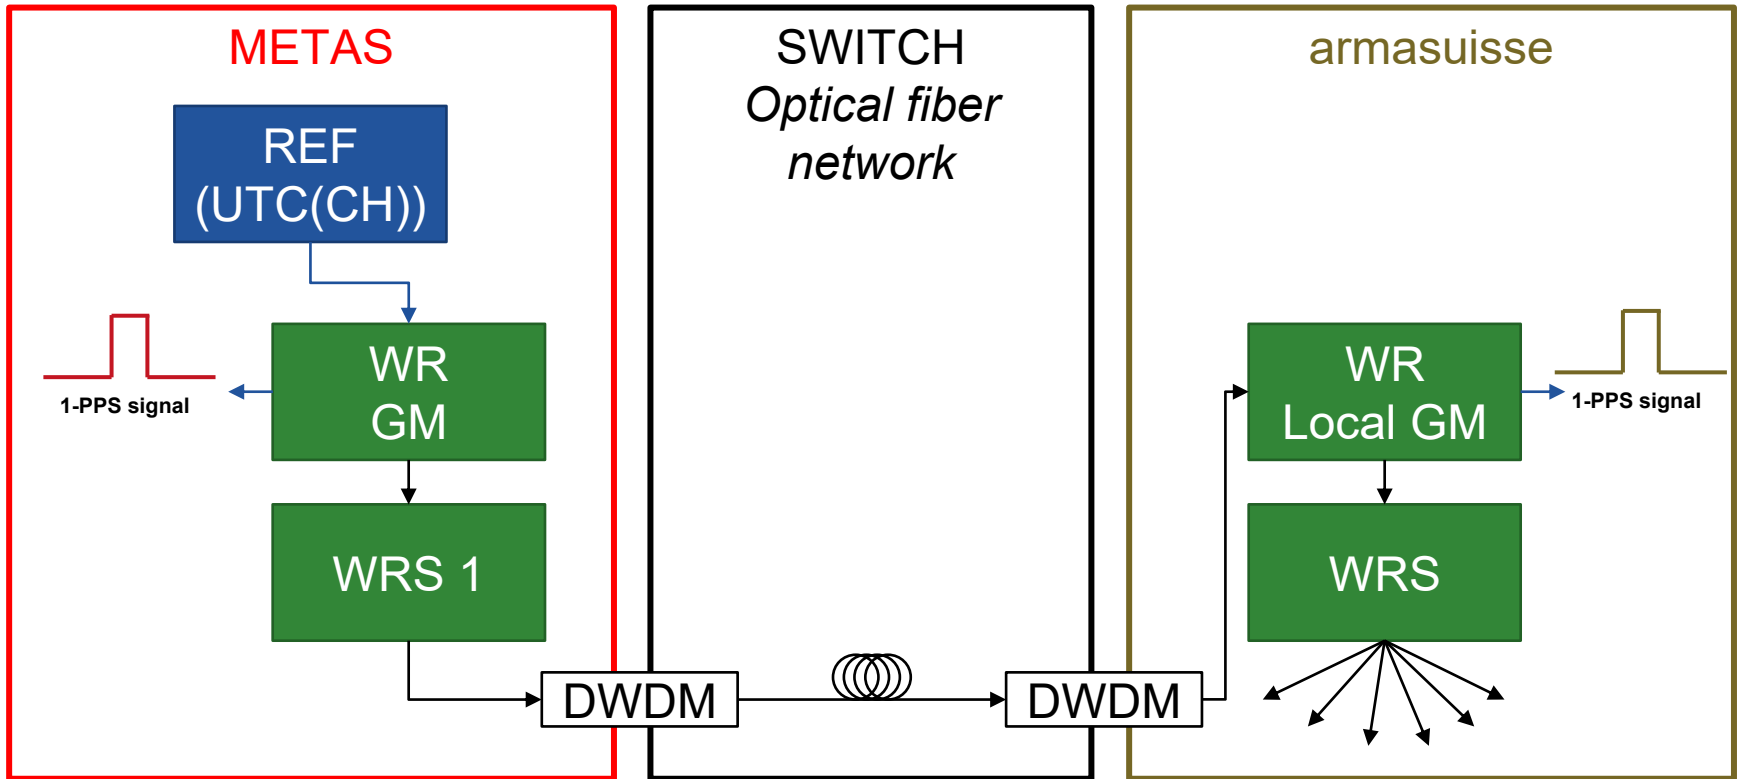 METAS
REF
(UTC(CH))
WR
GM
1-PPS signal
WRS 1
DWDM
SWITCH
Optical fiber
network
DWDM
armasuisse
WR
Local GM
1-PPS signal
WRS